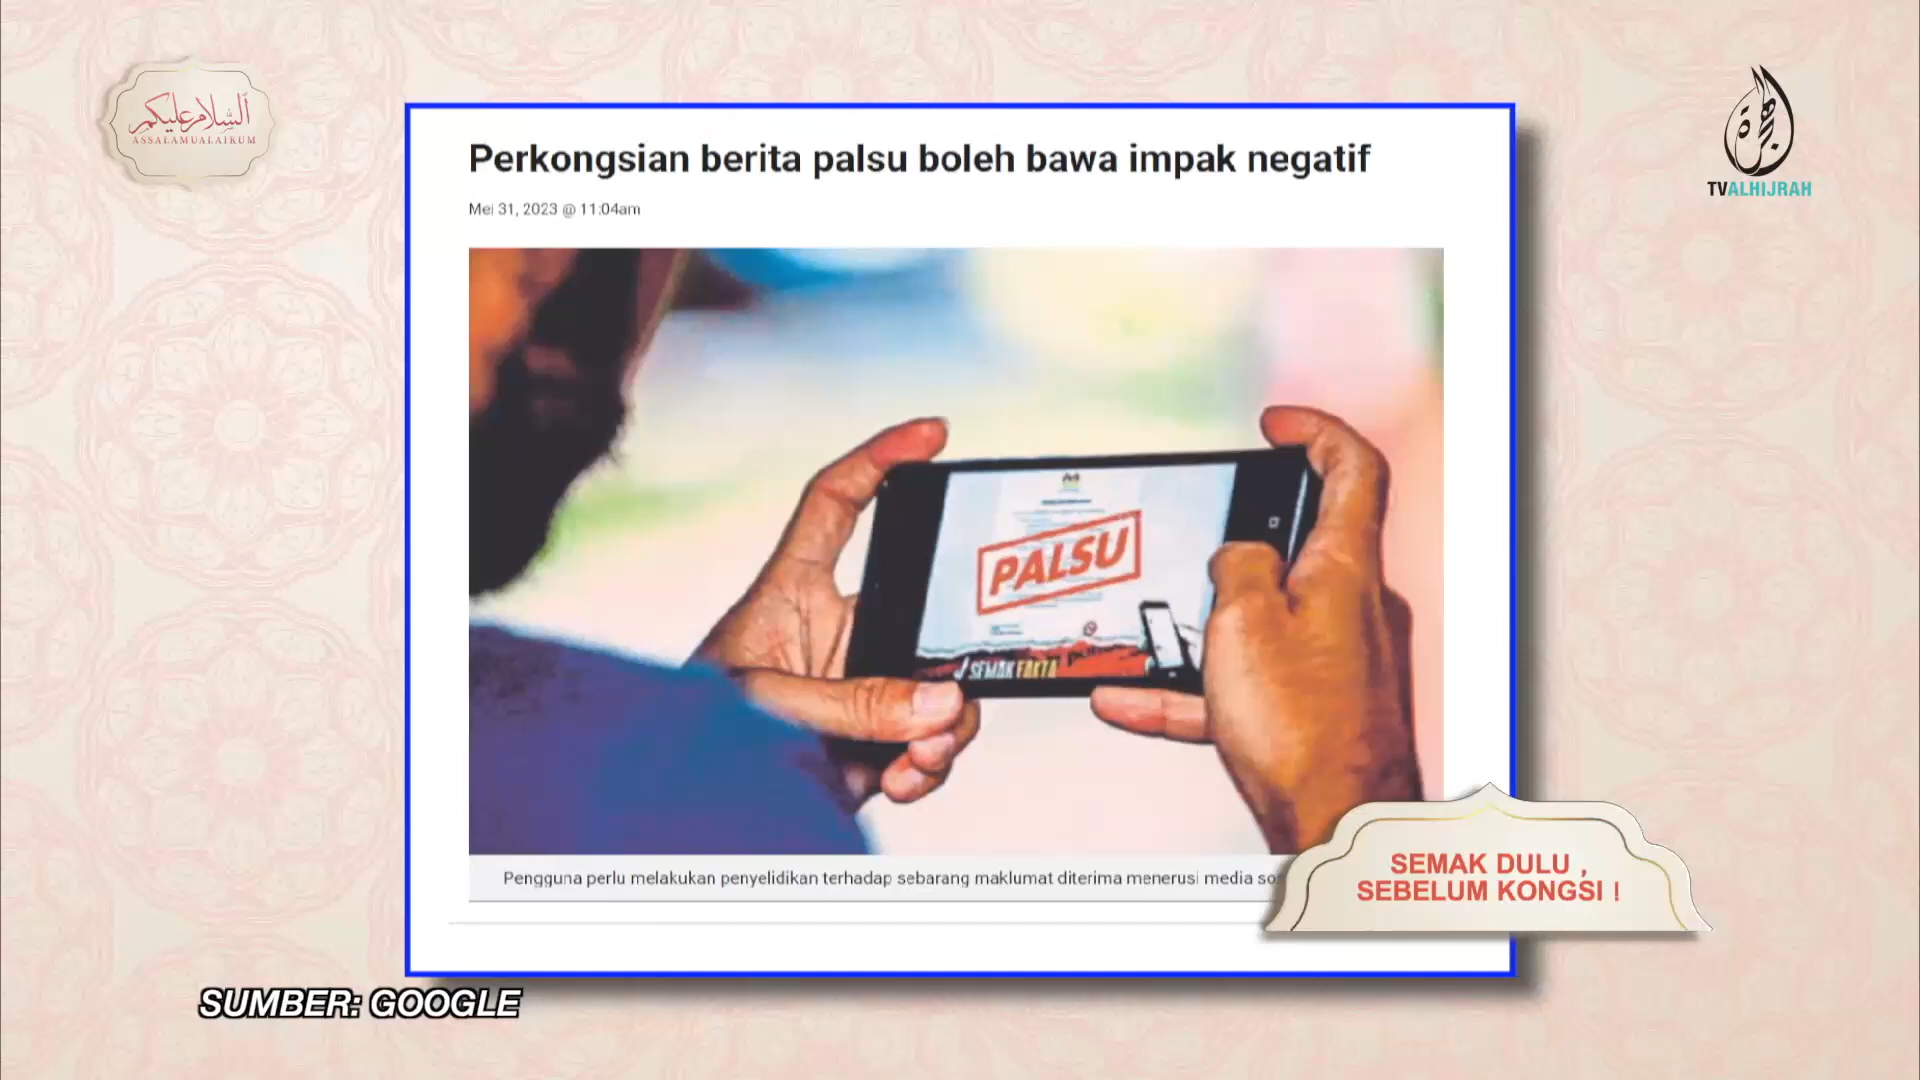 السلام عليكم
ASSALAMUALAIKUM
هجرة
TVALHIJRAH
Perkongsian berita palsu boleh bawa impak negatif
Mei 31, 2023 @ 11:04am
PALSU
SEMAK FAKTA
Pengguna perlu melakukan penyelidikan terhadap sebarang maklumat diterima menerusi media
SEMAK DULU ,
SEBELUM KONGSI !
SUMBER: GOOGLE